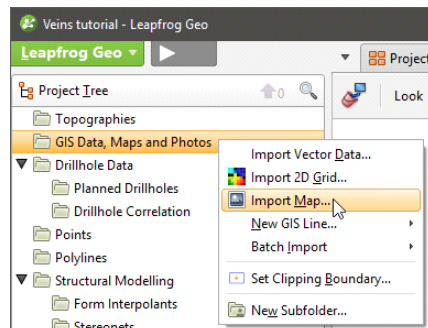 Veins tutorial - Leapfrog Geo
Leapfrog Geo
Project
Project Tree
0
Look
Topographies
GIS Data, Maps and Photos
Import Vector Data...
Drillhole Data
Import 2D Grid...
Planned Drillholes
Import Map...
Drillhole Correlation
New GIS Line...
Points
Batch Import
Polylines
Set Clipping Boundary...
Structural Modelling
Form Interpolants
New Subfolder...
Stereonets